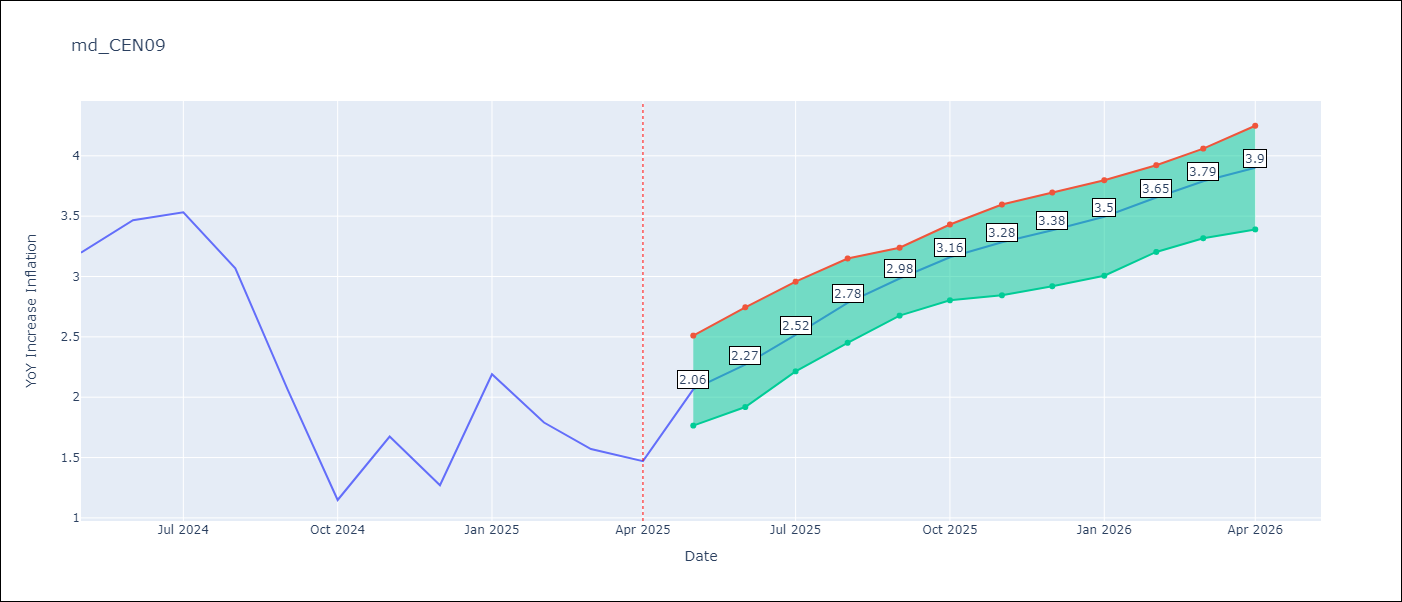 md_CEN09
YoY Increase Inflation
4
3.5
3
2.5
2
1.5
1
2.06
2.27
2.52
2.78
2.98
3.16
3.28
3.38
3.5
3.65
3.79
3.9
Jul 2024
Oct 2024
Jan 2025
Apr 2025
Jul 2025
Oct 2025
Jan 2026
Apr 2026
Date